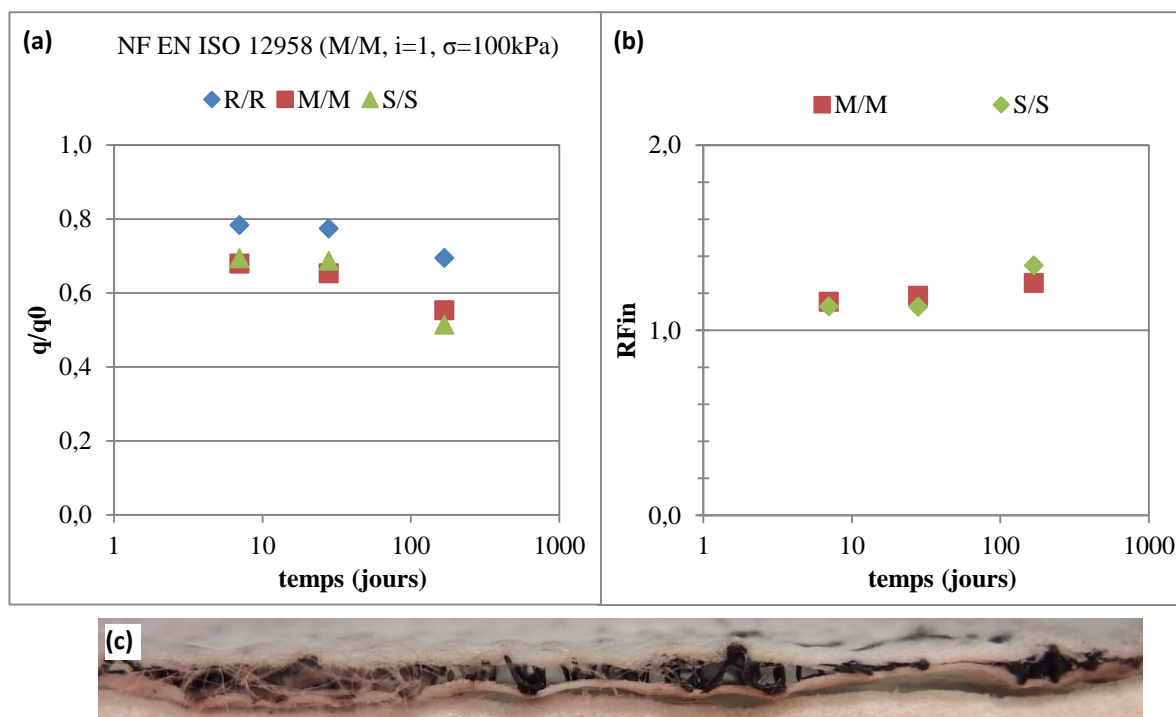 (a) NF EN ISO 12958 (M/M, i=1, σ=100kPa)
R/R M/M S/S
1,0
0,8
0,6
0,4
0,2
0,0
q/q0
1 10 100 1000
temps (jours)
(b)
M/M S/S
2,0
1,0
0,0
RFin
1 10 100 1000
temps (jours)
(c)